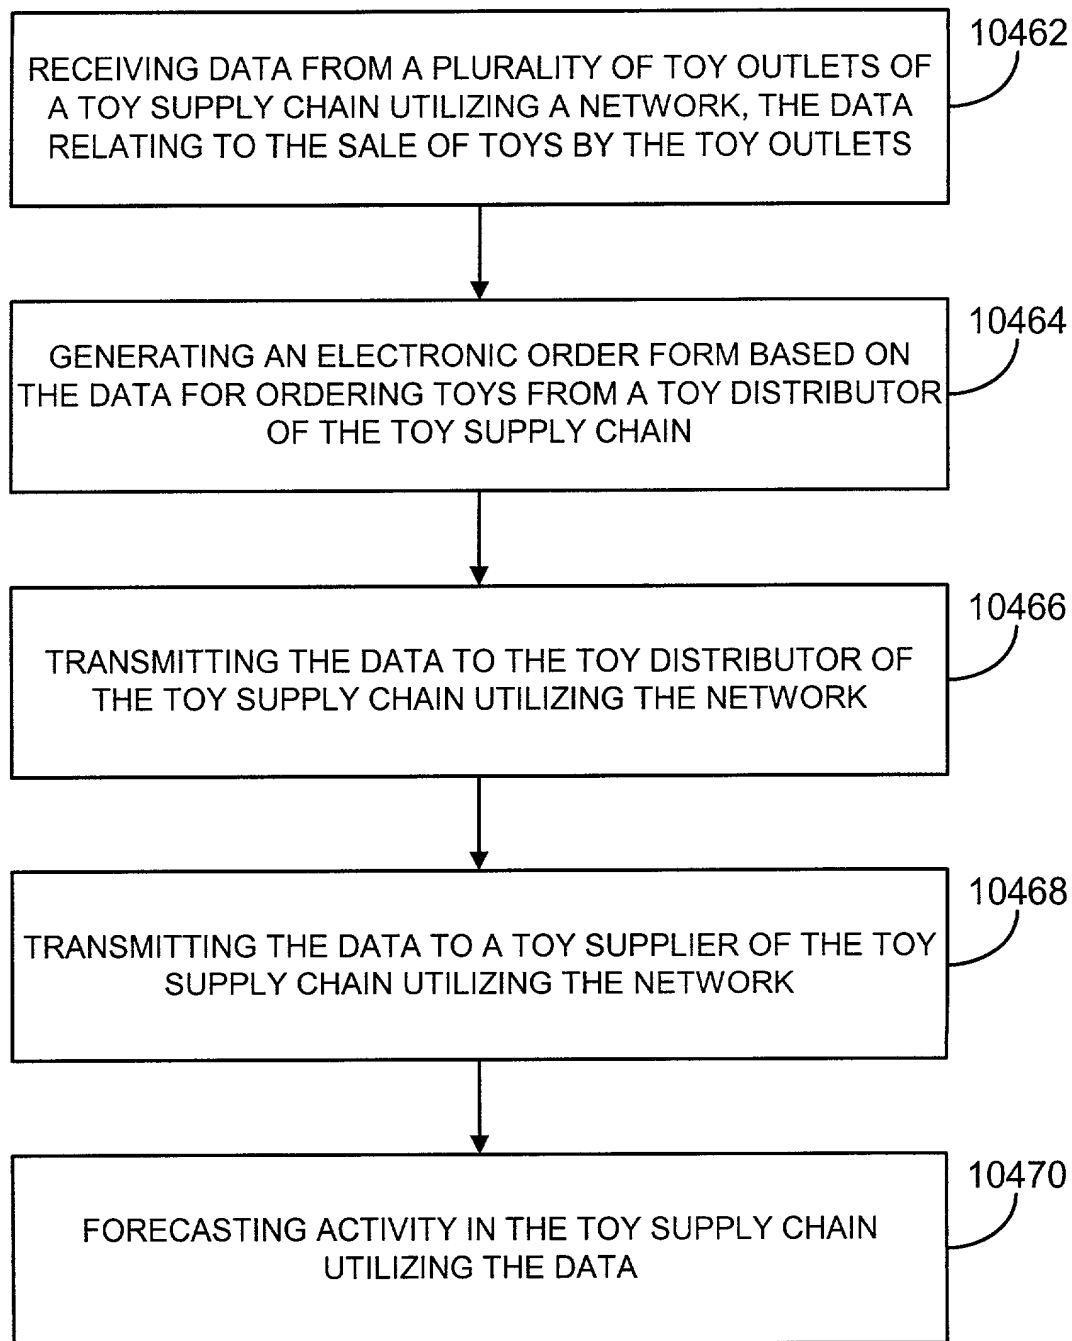 10462
RECEIVING DATA FROM A PLURALITY OF TOY OUTLETS OF
A TOY SUPPLY CHAIN UTILIZING A NETWORK, THE DATA
RELATING TO THE SALE OF TOYS BY THE TOY OUTLETS
10464
GENERATING AN ELECTRONIC ORDER FORM BASED ON
THE DATA FOR ORDERING TOYS FROM A TOY DISTRIBUTOR
OF THE TOY SUPPLY CHAIN
10466
TRANSMITTING THE DATA TO THE TOY DISTRIBUTOR OF
THE TOY SUPPLY CHAIN UTILIZING THE NETWORK
10468
TRANSMITTING THE DATA TO A TOY SUPPLIER OF THE TOY
SUPPLY CHAIN UTILIZING THE NETWORK
10470
FORECASTING ACTIVITY IN THE TOY SUPPLY CHAIN
UTILIZING THE DATA